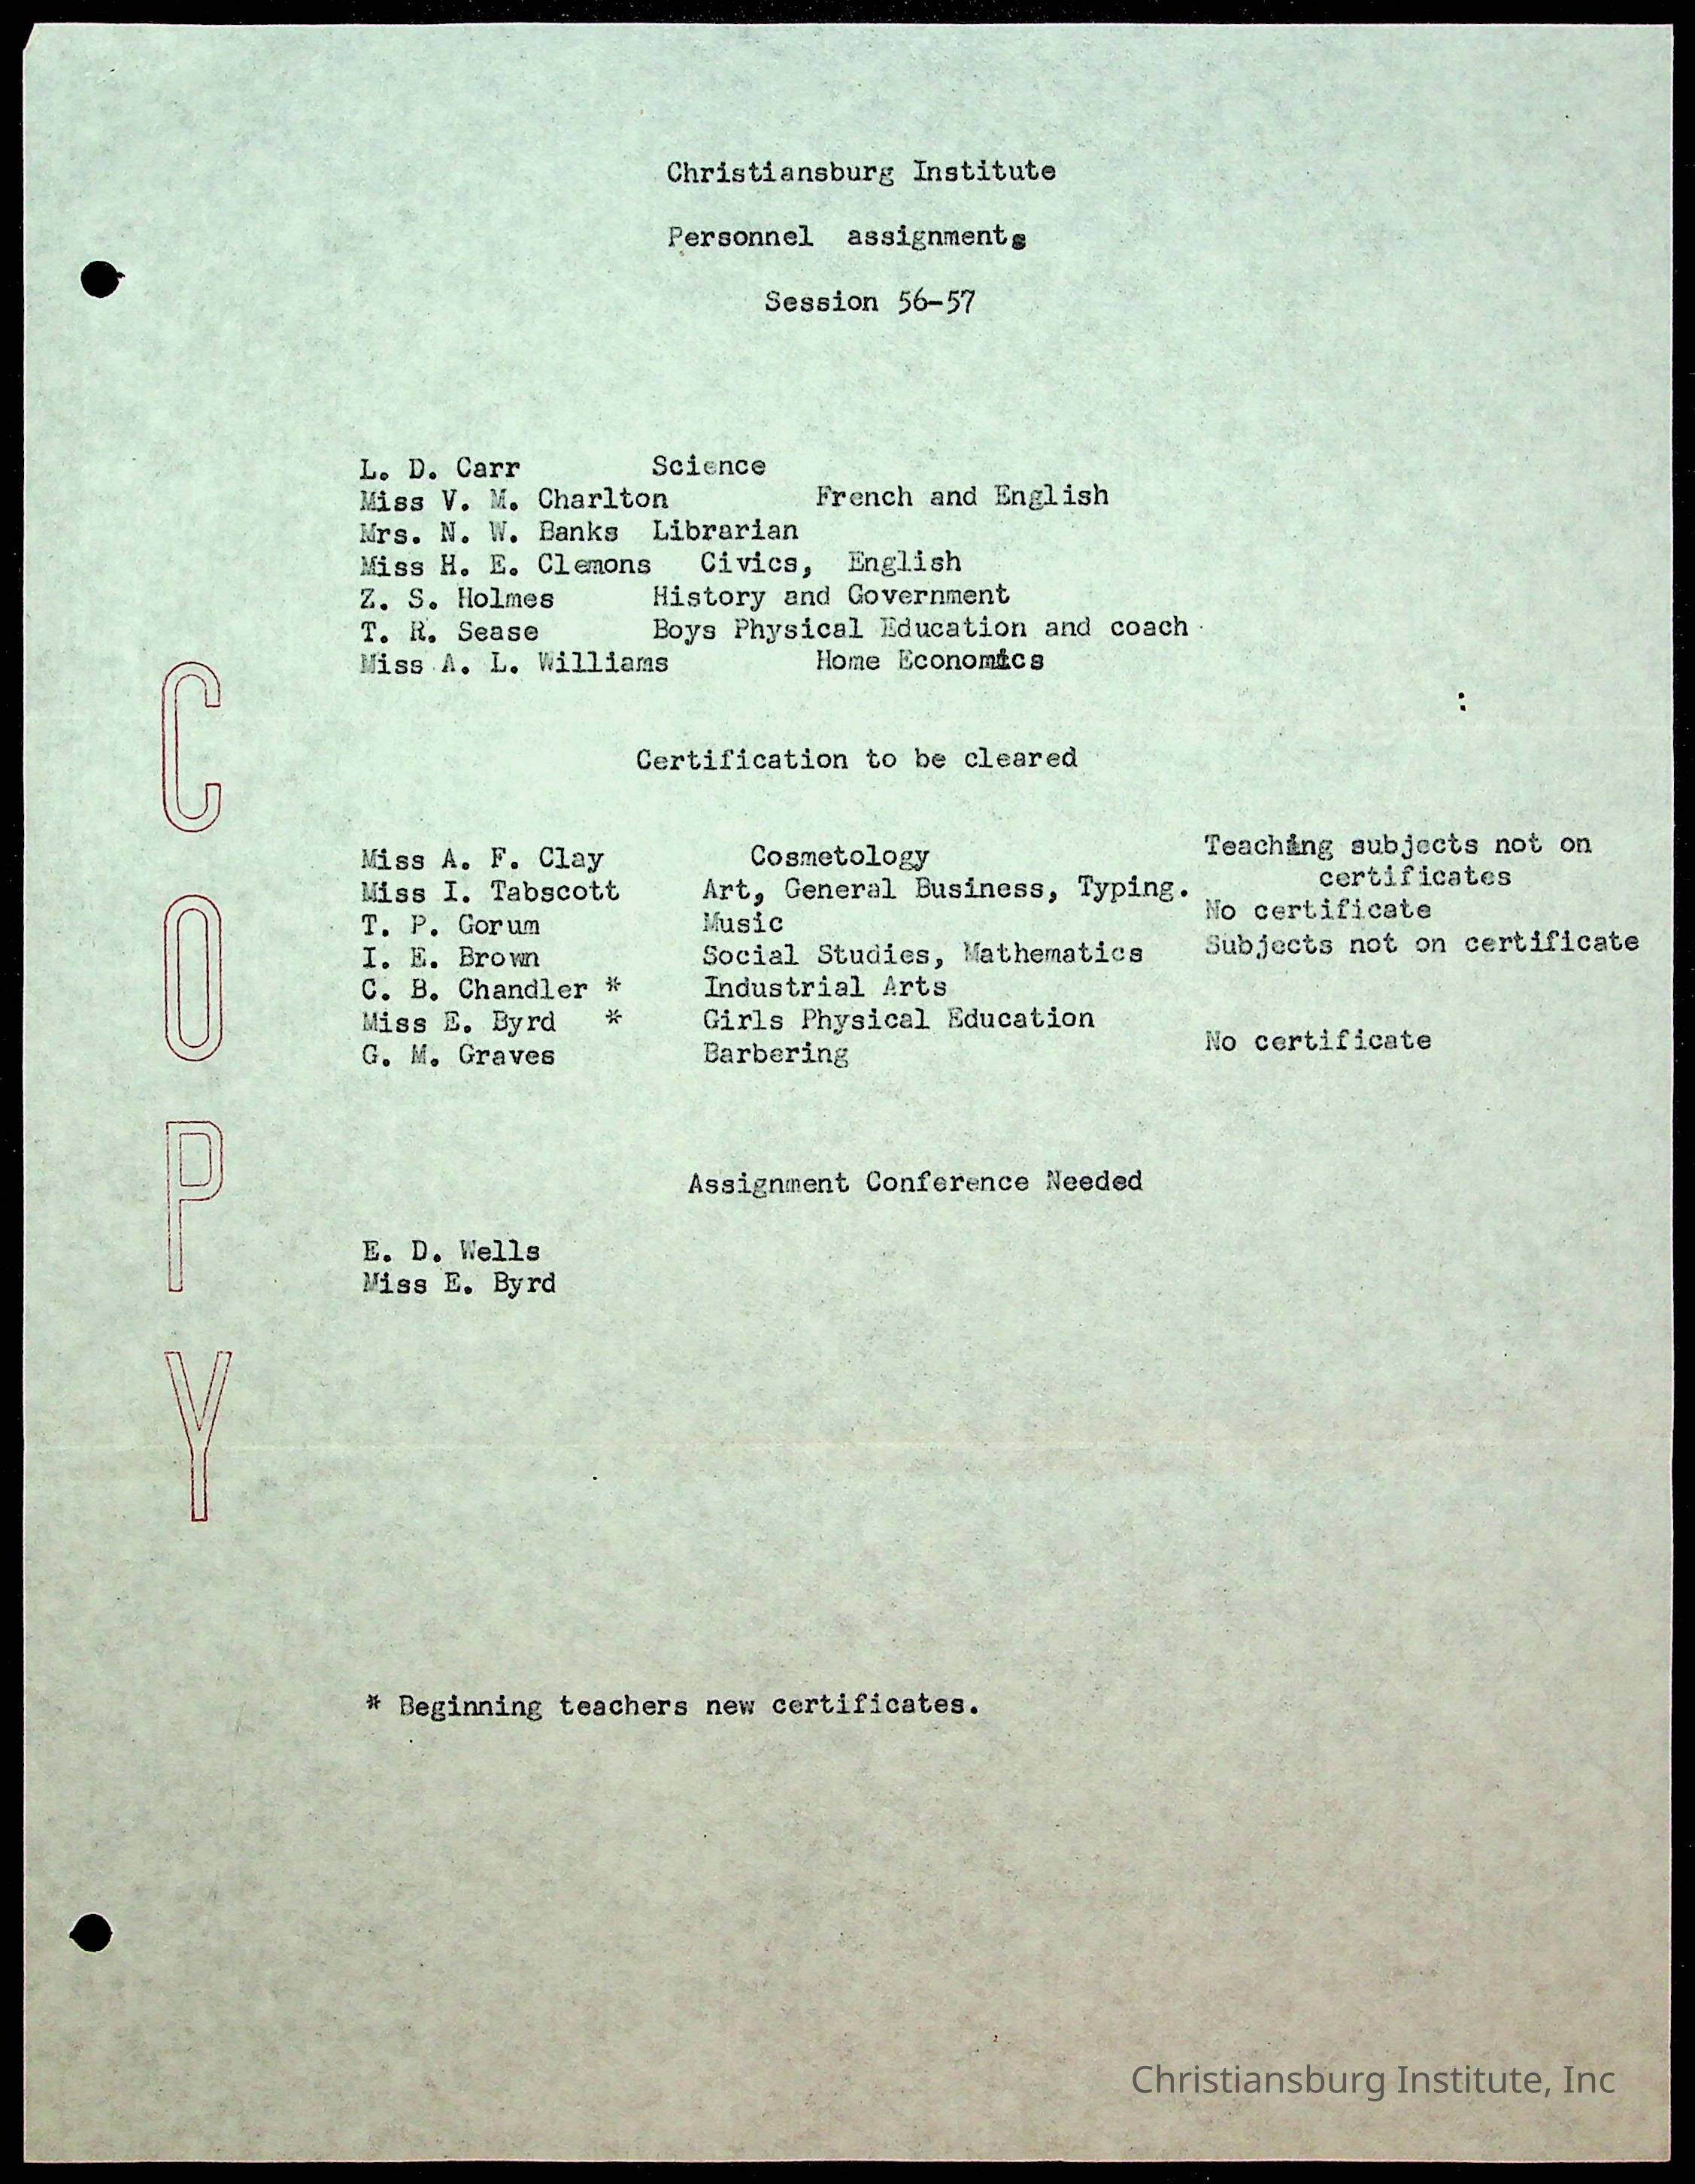 Christiansburg Institute
Personnel assignments
Session 56-57
L. D. Carr Science
Miss V. M. Charlton French and English
Mrs. N. W. Banks Librarian
Miss H. E. Clemons Civics, English
Z. S. Holmes History and Government
T. R. Sease Boys Physical Education and coach
Miss A. L. Williams Home Economics
Certification to be cleared
Miss A. F. Clay Cosmetology Teaching subjects not on
certificates
Miss I. Tabscott Art, General Business, Typing.
T. P. Gorum Music No certificate
I. E. Brown Social Studies, Mathematics Subjects not on certificate
C. B. Chandler * Industrial Arts
Miss E. Byrd * Girls Physical Education
G. M. Graves Barbering No certificate
Assignment Conference Needed
E. D. Wells
Miss E. Byrd
* Beginning teachers new certificates.
COPY
Christiansburg Institute, Inc